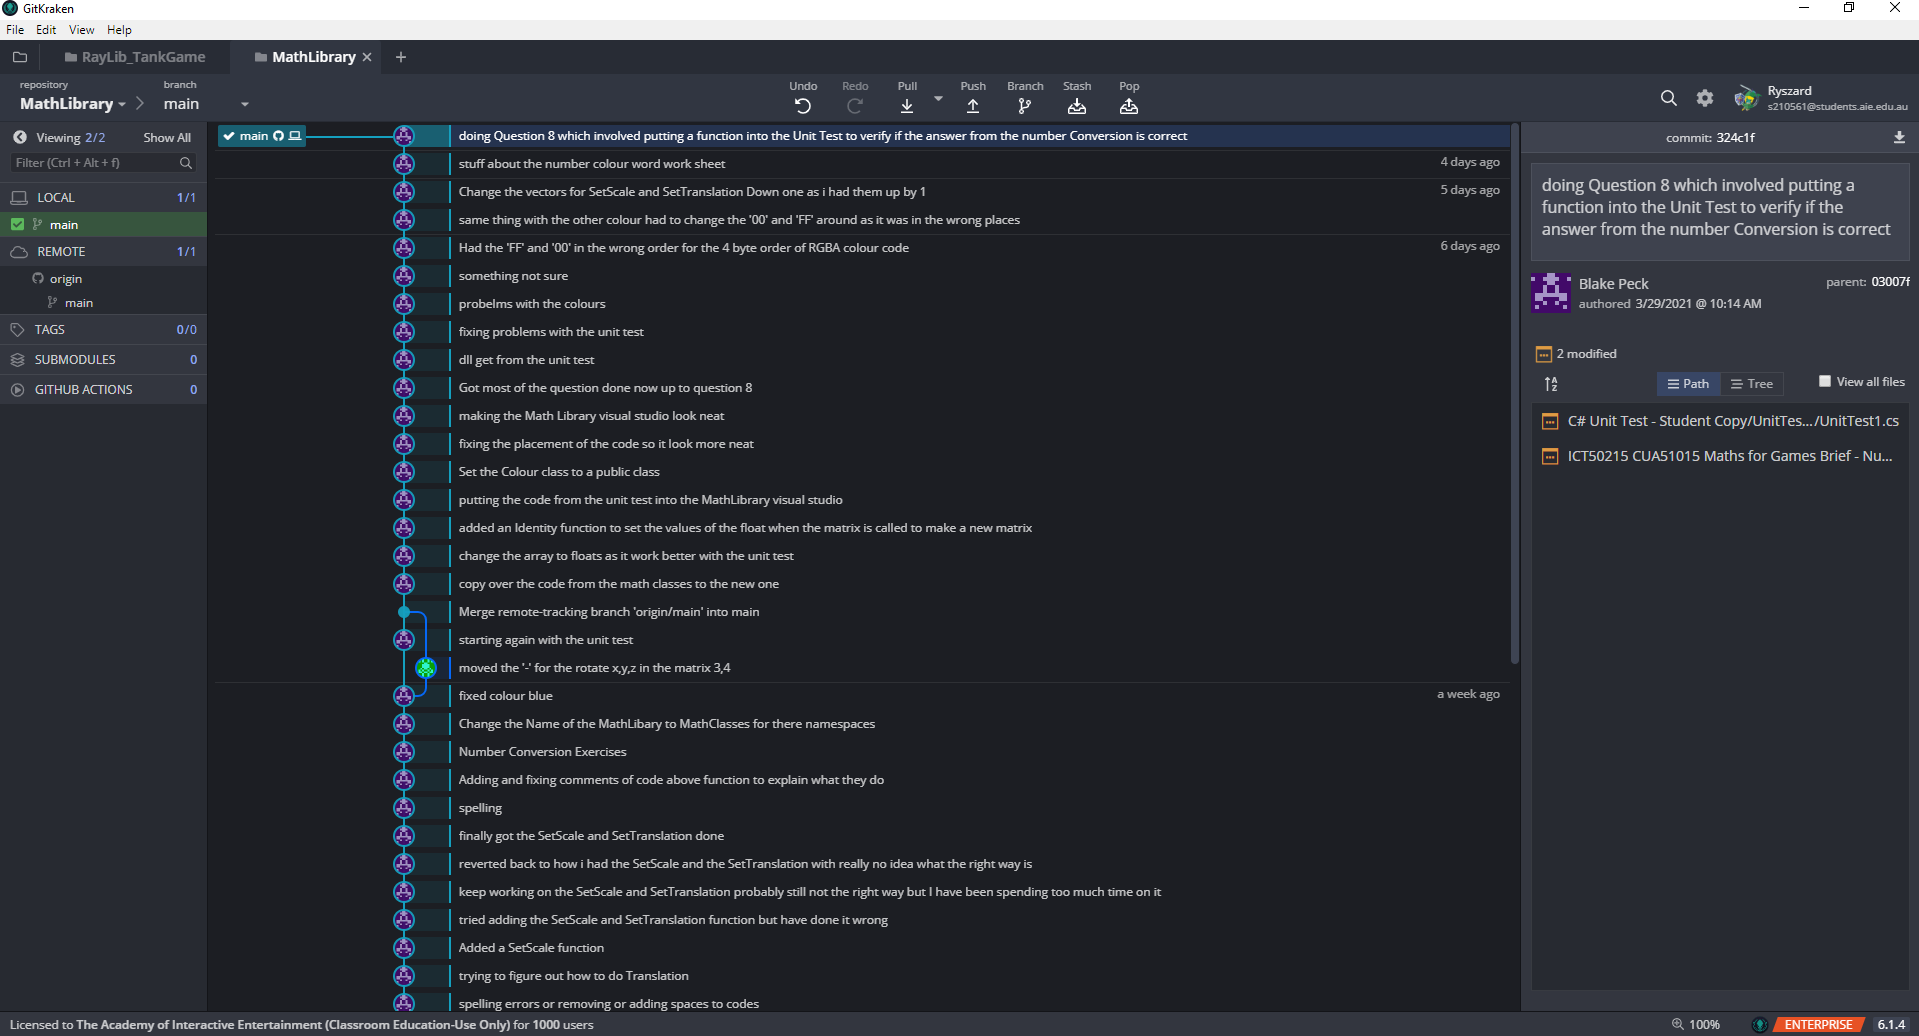 GitKraken
File Edit View Help
RayLib_TankGame
MathLibrary
repository
MathLibrary
branch
main
Undo
Redo
Pull
Push
Branch
Stash
Pop
Ryszard
s210561@students.aie.edu.au
Viewing 2/2 Show All
Filter (Ctrl + Alt + f)
LOCAL 1/1
main
REMOTE 1/1
origin
main
TAGS 0/0
SUBMODULES 0
GITHUB ACTIONS 0
main
doing Question 8 which involved putting a function into the Unit Test to verify if the answer from the number Conversion is correct
stuff about the number colour word work sheet 4 days ago
Change the vectors for SetScale and SetTranslation Down one as i had them up by 1 5 days ago
same thing with the other colour had to change the '00' and 'FF' around as it was in the wrong places
Had the 'FF' and '00' in the wrong order for the 4 byte order of RGBA colour code 6 days ago
something not sure
probelms with the colours
fixing problems with the unit test
dll get from the unit test
Got most of the question done now up to question 8
making the Math Library visual studio look neat
fixing the placement of the code so it look more neat
Set the Colour class to a public class
putting the code from the unit test into the MathLibrary visual studio
added an Identity function to set the values of the float when the matrix is called to make a new matrix
change the array to floats as it work better with the unit test
copy over the code from the math classes to the new one
Merge remote-tracking branch 'origin/main' into main
starting again with the unit test
moved the '-' for the rotate x,y,z in the matrix 3,4
fixed colour blue a week ago
Change the Name of the MathLibary to MathClasses for there namespaces
Number Conversion Exercises
Adding and fixing comments of code above function to explain what they do
spelling
finally got the SetScale and SetTranslation done
reverted back to how i had the SetScale and the SetTranslation with really no idea what the right way is
keep working on the SetScale and SetTranslation probably still not the right way but I have been spending too much time on it
tried adding the SetScale and SetTranslation function but have done it wrong
Added a SetScale function
trying to figure out how to do Translation
spelling errors or removing or adding spaces to codes
commit: 324c1f
doing Question 8 which involved putting a
function into the Unit Test to verify if the
answer from the number Conversion is correct
Blake Peck
authored 3/29/2021 @ 10:14 AM
parent: 03007f
2 modified
Path
Tree
View all files
C# Unit Test - Student Copy/UnitTes.../UnitTest1.cs
ICT50215 CUA51015 Maths for Games Brief - Nu...
Licensed to The Academy of Interactive Entertainment (Classroom Education-Use Only) for 1000 users
100%
ENTERPRISE
6.1.4